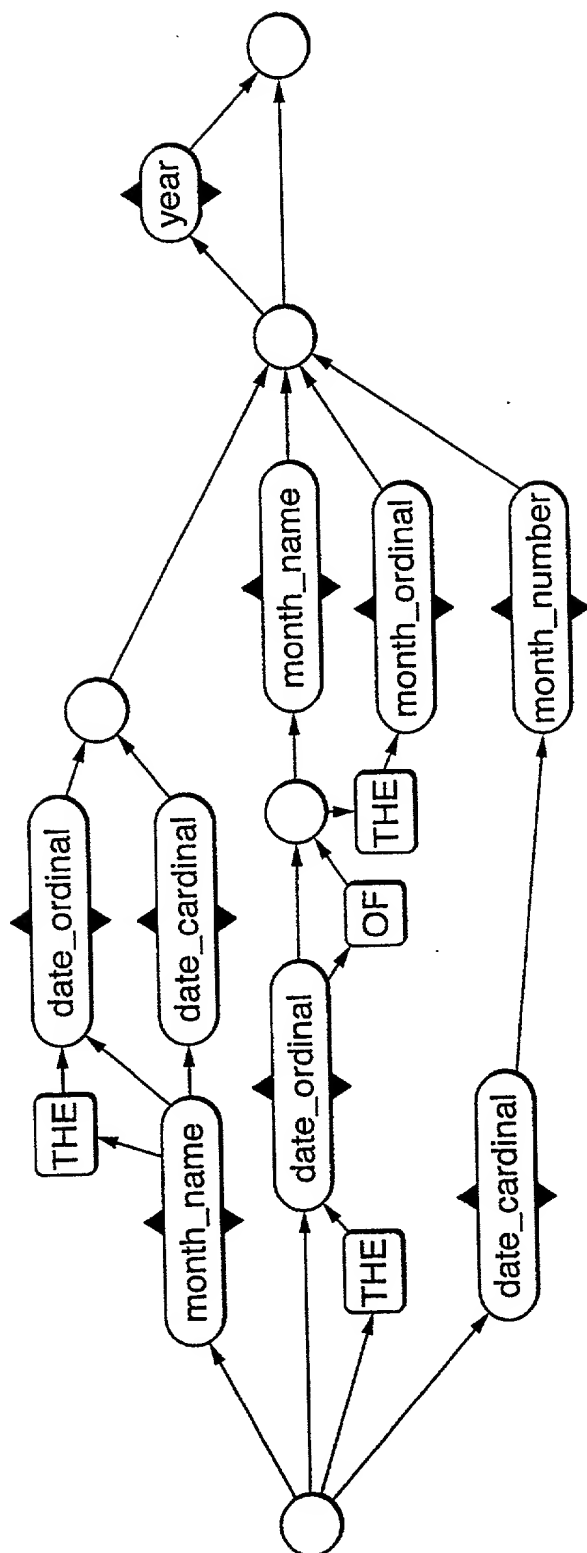 year
THE
date_ordinal
month_name
date_cardinal
THE
date_ordinal
OF
month_name
THE
month_ordinal
date_cardinal
month_number